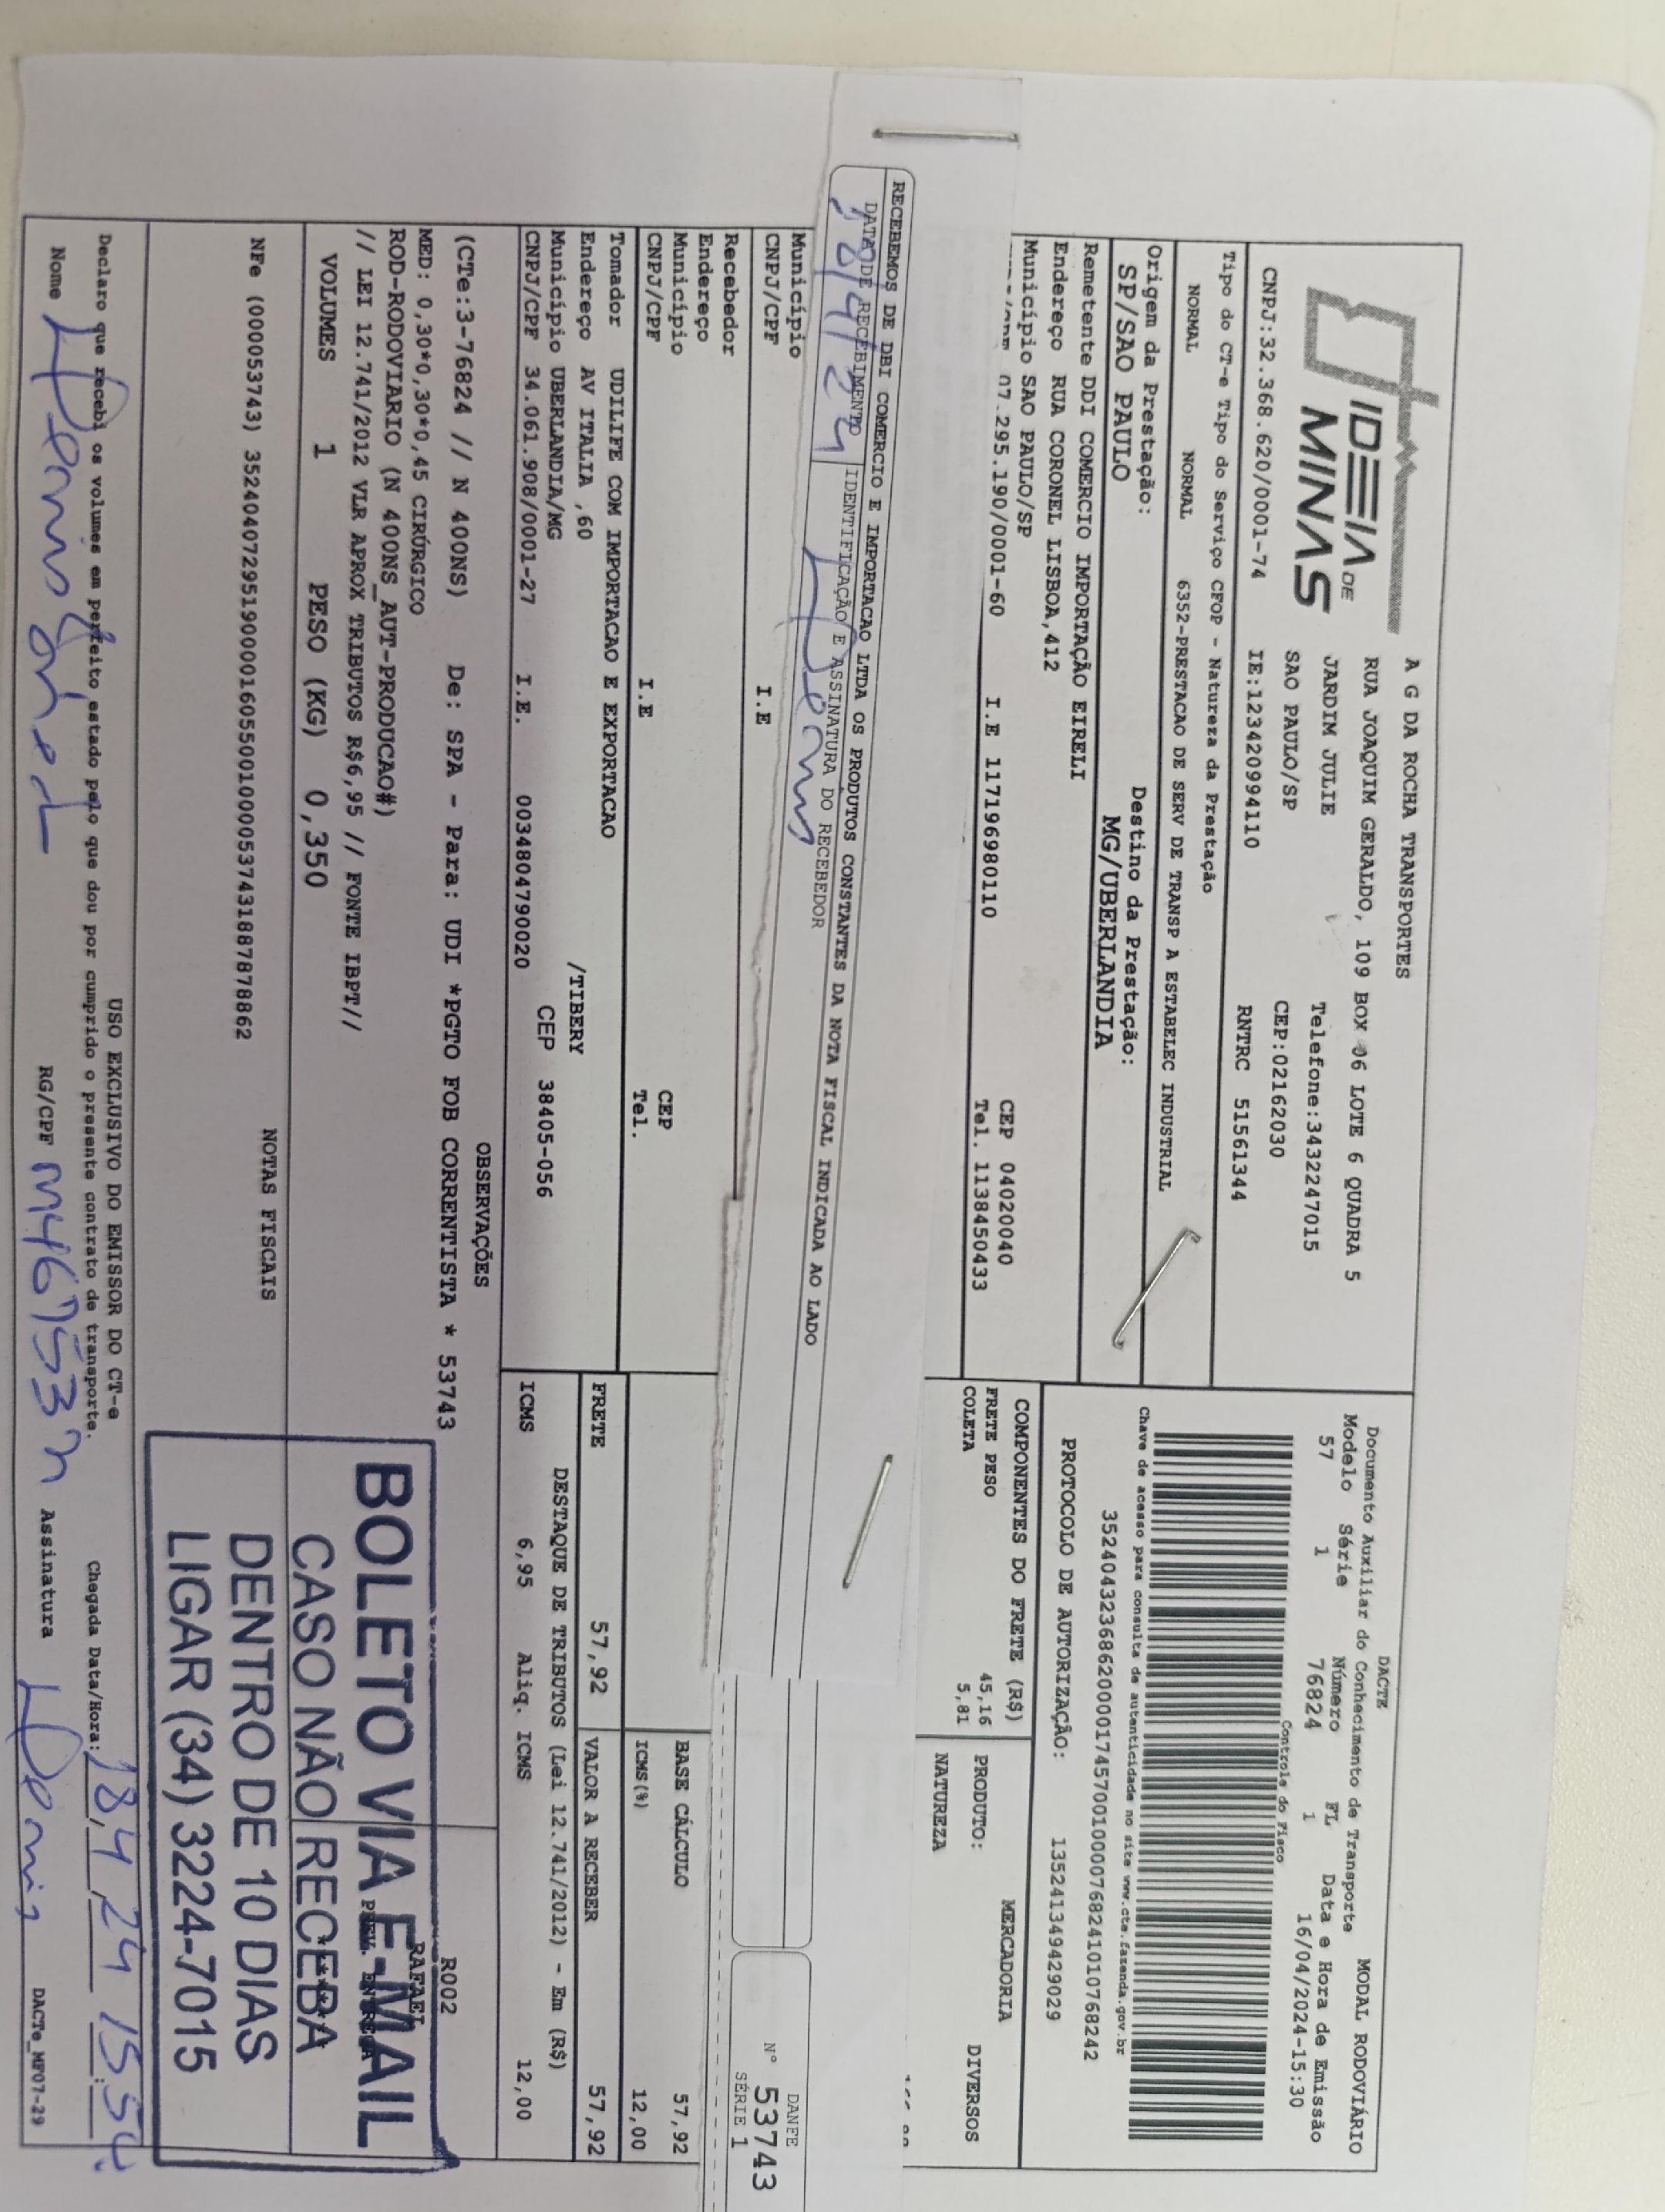 IDEIA DE
MINAS
A G DA ROCHA TRANSPORTES
RUA JOAQUIM GERALDO, 109 BOX 06 LOTE 6 QUADRA 5
JARDIM JULIE Telefone:3432247015
SAO PAULO/SP CEP:02162030
CNPJ:32.368.620/0001-74 IE:123420994110 RNTRC 51561344
DACTE
Documento Auxiliar do Conhecimento de Transporte MODAL RODOVIÁRIO
Modelo Série Número FL Data e Hora de Emissão
57 1 76824 1 16/04/2024-15:30
Controle do Fisco
Tipo do CT-e Tipo do Serviço CFOP - Natureza da Prestação
NORMAL NORMAL 6352-PRESTACAO DE SERV DE TRANSP A ESTABELEC INDUSTRIAL
Chave de acesso para consulta de autenticidade no site www.cte.fazenda.gov.br
35240432368620000174570010000768241010768242
Origem da Prestação: Destino da Prestação:
SP/SAO PAULO MG/UBERLANDIA
PROTOCOLO DE AUTORIZAÇÃO: 135241349429029
Remetente DDI COMERCIO IMPORTAÇÃO EIRELI
Endereço RUA CORONEL LISBOA,412
Município SAO PAULO/SP CEP 04020040
07.295.190/0001-60 I.E 117196980110 Tel. 1138450433
COMPONENTES DO FRETE (R$) MERCADORIA
FRETE PESO 45,16 PRODUTO: DIVERSOS
COLETA 5,81 NATUREZA
RECEBEMOS DE DBI COMERCIO E IMPORTACAO LTDA OS PRODUTOS CONSTANTES DA NOTA FISCAL INDICADA AO LADO
DATA DE RECEBIMENTO IDENTIFICAÇÃO E ASSINATURA DO RECEBEDOR
18/4/24
DANFE
N° 53743
SÉRIE 1
Município
CNPJ/CPF I.E
Recebedor
Endereço
Município CEP
CNPJ/CPF I.E Tel.
BASE CÁLCULO 57,92
ICMS(%) 12,00
Tomador UDILIFE COM IMPORTACAO E EXPORTACAO
Endereço AV ITALIA ,60 /TIBERY
Município UBERLANDIA/MG CEP 38405-056
CNPJ/CPF 34.061.908/0001-27 I.E. 0034804790020
FRETE 57,92 VALOR A RECEBER 57,92
DESTAQUE DE TRIBUTOS (Lei 12.741/2012) - Em (R$)
ICMS 6,95 Aliq. ICMS 12,00
OBSERVAÇÕES
(CTe:3-76824 // N 400NS) De: SPA - Para: UDI *PGTO FOB CORRENTISTA * 53743
MED: 0,30*0,30*0,45 CIRÚRGICO
ROD-RODOVIARIO (N 400NS_AUT-PRODUCAO#)
// LEI 12.741/2012 VLR APROX TRIBUTOS R$6,95 // FONTE IBPT//
R002
RAFAEL
PREV. ENTREGA
VOLUMES 1 PESO (KG) 0,350
NOTAS FISCAIS
NFe (000053743) 35240407295190000160550010000537431887878862
BOLETO VIA E-MAIL
CASO NÃO RECEBA
DENTRO DE 10 DIAS
LIGAR (34) 3224-7015
USO EXCLUSIVO DO EMISSOR DO CT-e
Declaro que recebi os volumes em perfeito estado pelo que dou por cumprido o presente contrato de transporte.
Chegada Data/Hora: 18/4/24 15:54
Nome RG/CPF Assinatura DACTe_MF07-29